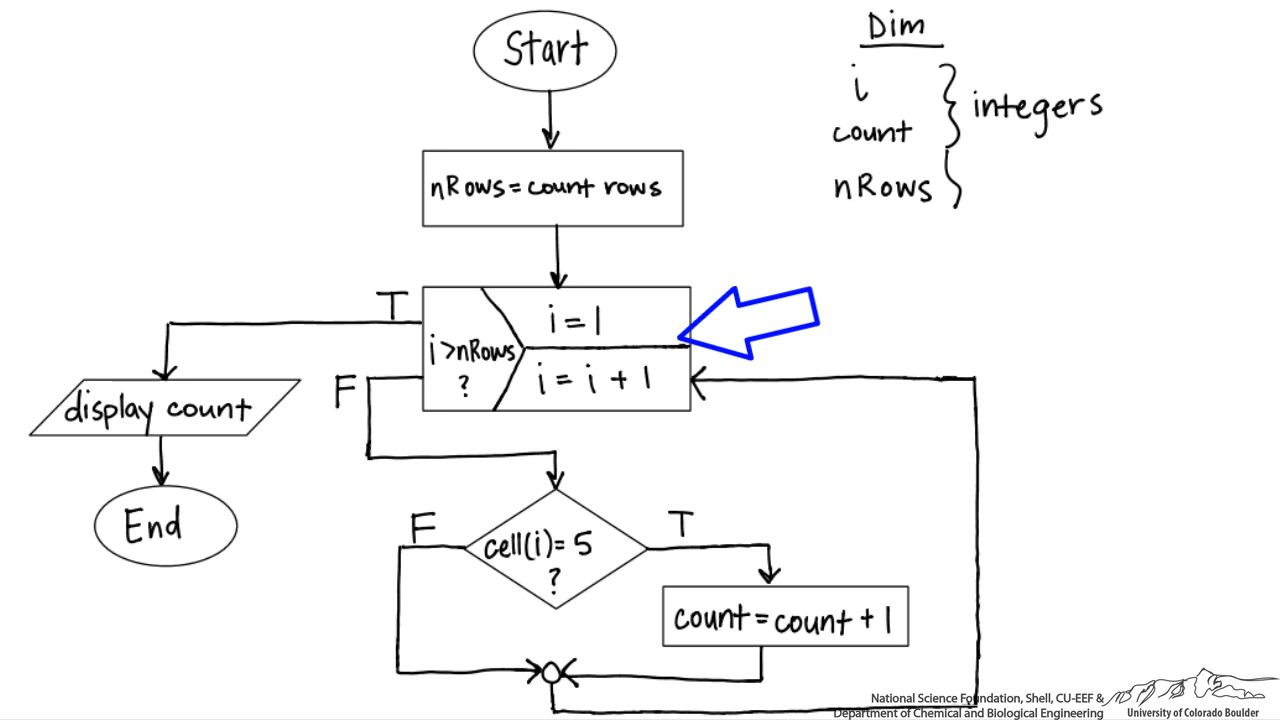 Start
Dim
i
count
nRows
integers
nRows = count rows
T
i = 1
i > nRows
?
i = i + 1
F
display count
End
F
T
cell(i) = 5
?
count = count + 1
National Science Foundation, Shell, CU-EEF &
Department of Chemical and Biological Engineering
University of Colorado Boulder